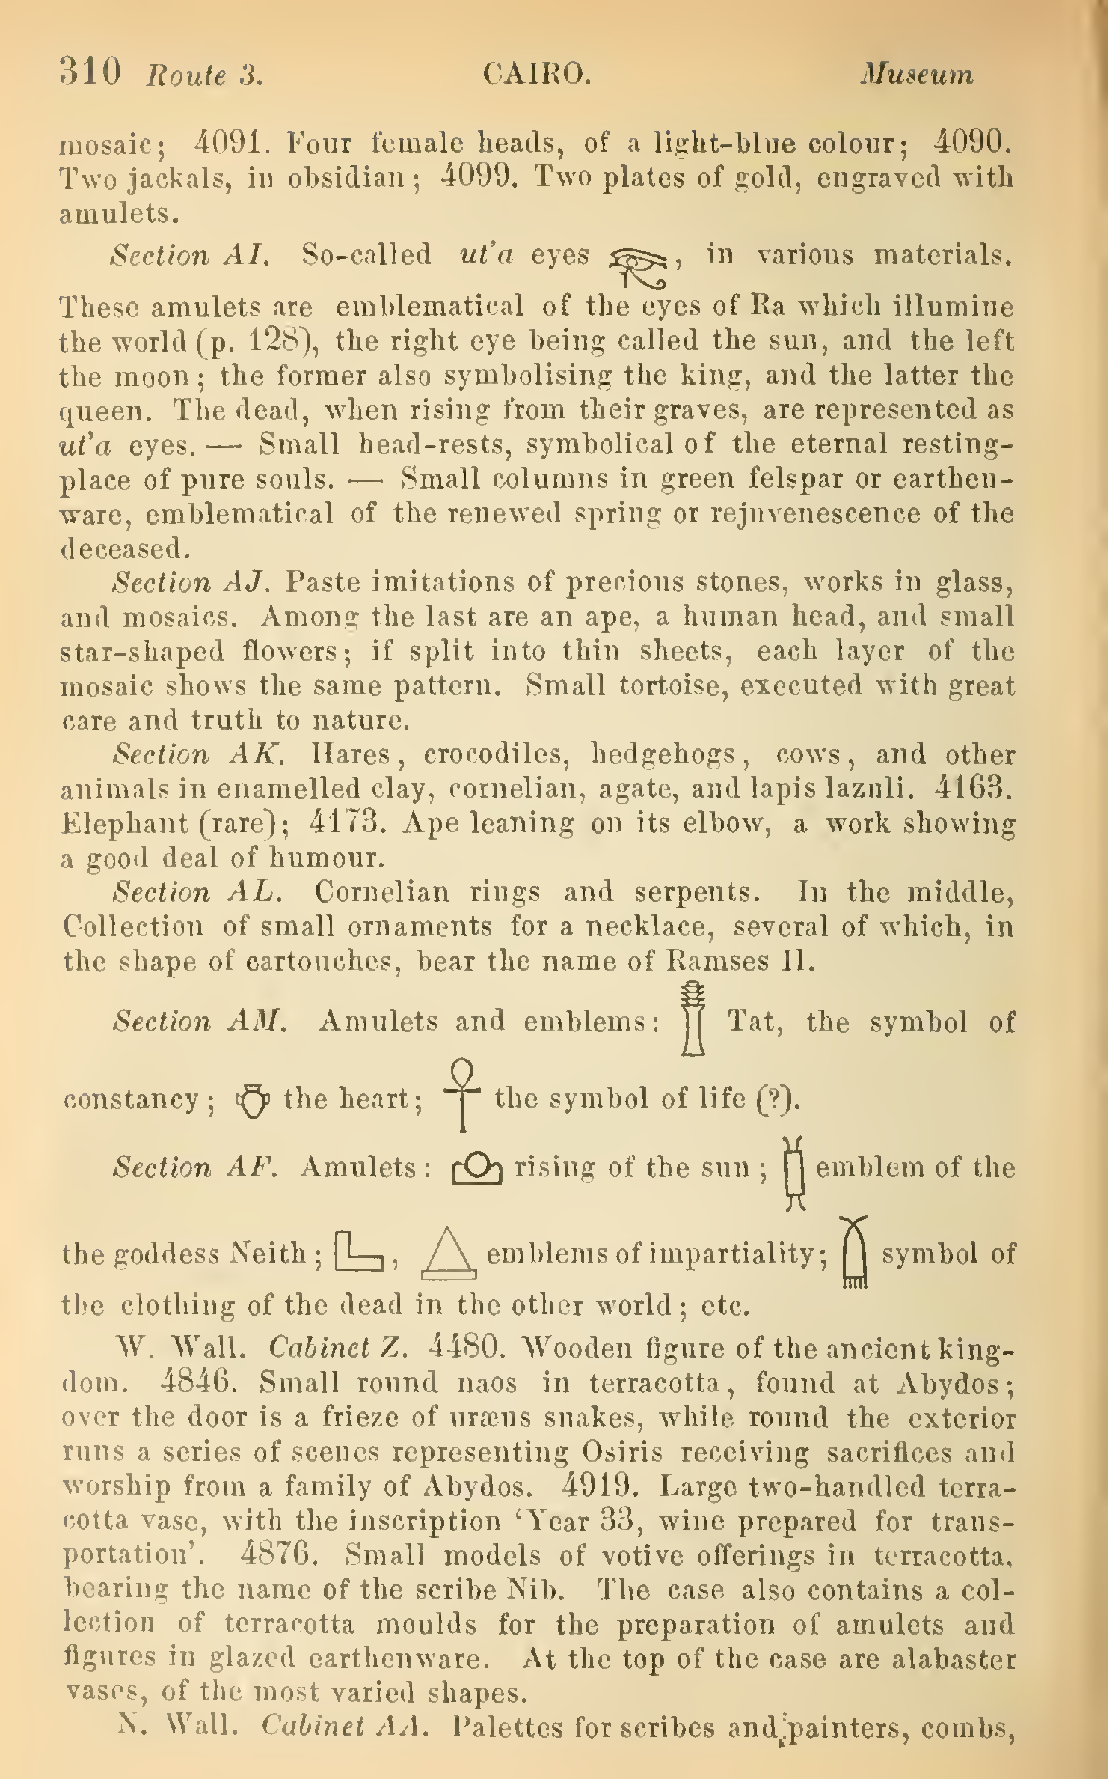 310 Route 3. CAIRO. Museum
mosaic; 4091. Four female heads, of a light-blue colour; 4090.
Two jackals, in obsidian; 4099. Two plates of gold, engraved with
amulets.
Section AI. So-called ut'a eyes 𓂀, in various materials.
These amulets are emblematical of the eyes of Ra which illumine
the world (p. 128), the right eye being called the sun, and the left
the moon; the former also symbolising the king, and the latter the
queen. The dead, when rising from their graves, are represented as
ut'a eyes. — Small head-rests, symbolical of the eternal resting-
place of pure souls. — Small columns in green felspar or earthen-
ware, emblematical of the renewed spring or rejuvenescence of the
deceased.
Section AJ. Paste imitations of precious stones, works in glass,
and mosaics. Among the last are an ape, a human head, and small
star-shaped flowers; if split into thin sheets, each layer of the
mosaic shows the same pattern. Small tortoise, executed with great
care and truth to nature.
Section AK. Hares, crocodiles, hedgehogs, cows, and other
animals in enamelled clay, cornelian, agate, and lapis lazuli. 4163.
Elephant (rare); 4173. Ape leaning on its elbow, a work showing
a good deal of humour.
Section AL. Cornelian rings and serpents. In the middle,
Collection of small ornaments for a necklace, several of which, in
the shape of cartouches, bear the name of Ramses II.
Section AM. Amulets and emblems: 𓊽 Tat, the symbol of
constancy; 𓄣 the heart; 𓋹 the symbol of life (?).
Section AF. Amulets: rising of the sun; emblem of the
the goddess Neith; , emblems of impartiality; symbol of
the clothing of the dead in the other world; etc.
W. Wall. Cabinet Z. 4480. Wooden figure of the ancient king-
dom. 4846. Small round naos in terracotta, found at Abydos;
over the door is a frieze of uræus snakes, while round the exterior
runs a series of scenes representing Osiris receiving sacrifices and
worship from a family of Abydos. 4919. Large two-handled terra-
cotta vase, with the inscription 'Year 33, wine prepared for trans-
portation'. 4876. Small models of votive offerings in terracotta,
bearing the name of the scribe Nib. The case also contains a col-
lection of terracotta moulds for the preparation of amulets and
figures in glazed earthenware. At the top of the case are alabaster
vases, of the most varied shapes.
N. Wall. Cabinet AA. Palettes for scribes and painters, combs,